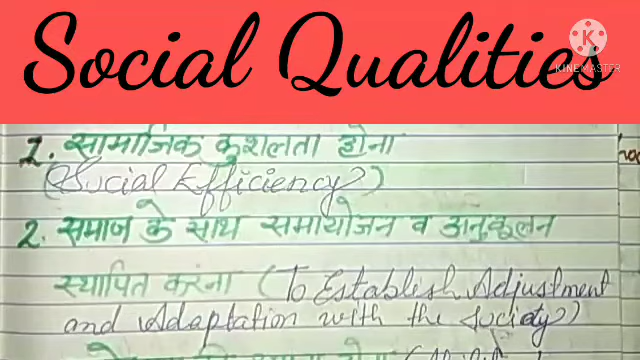 Social Qualities
KINEMASTER
1. सामाजिक कुशलता होना
(Social Efficiency)
2. समाज के साथ समायोजन व अनुकूलन
स्थापित करना (To Establish Adjustment
and Adaptation with the Society)